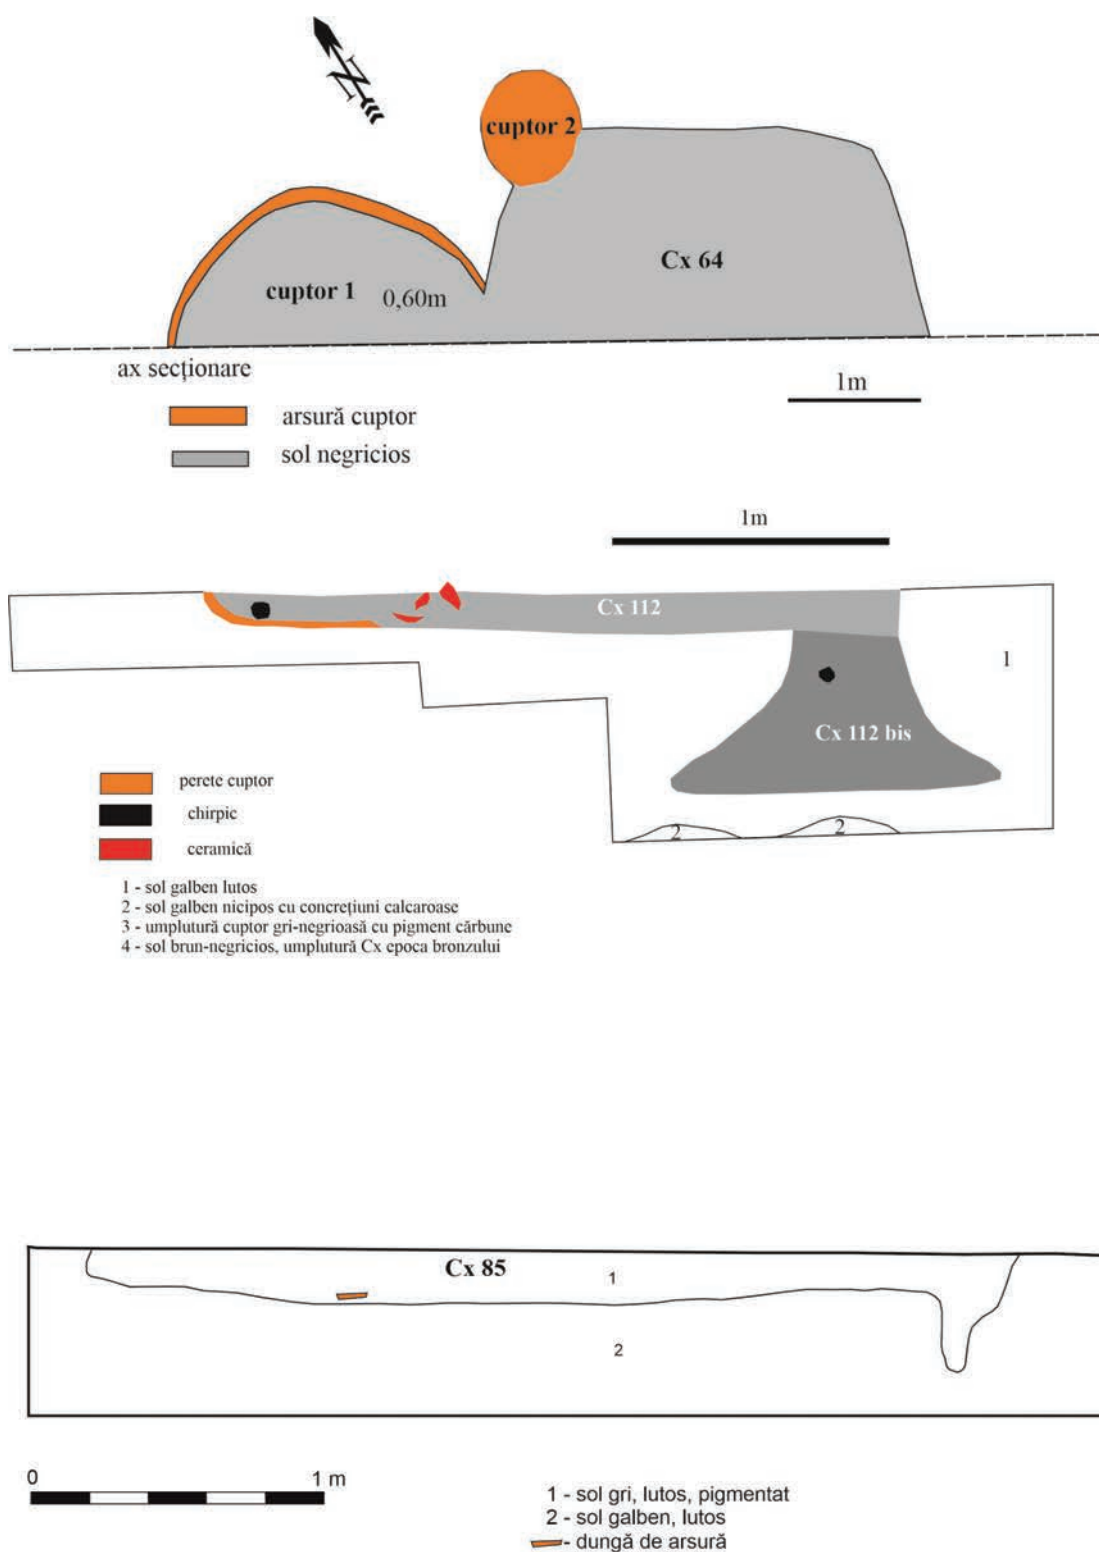 N
cuptor 2
Cx 64
cuptor 1
0,60m
ax secționare
1m
arsură cuptor
sol negricios
1m
Cx 112
1
Cx 112 bis
2
2
perete cuptor
chirpic
ceramică
1 - sol galben lutos
2 - sol galben nicipos cu concrețiuni calcaroase
3 - umplutură cuptor gri-negrioasă cu pigment cărbune
4 - sol brun-negricios, umplutură Cx epoca bronzului
Cx 85
1
2
0
1 m
1 - sol gri, lutos, pigmentat
2 - sol galben, lutos
- dungă de arsură